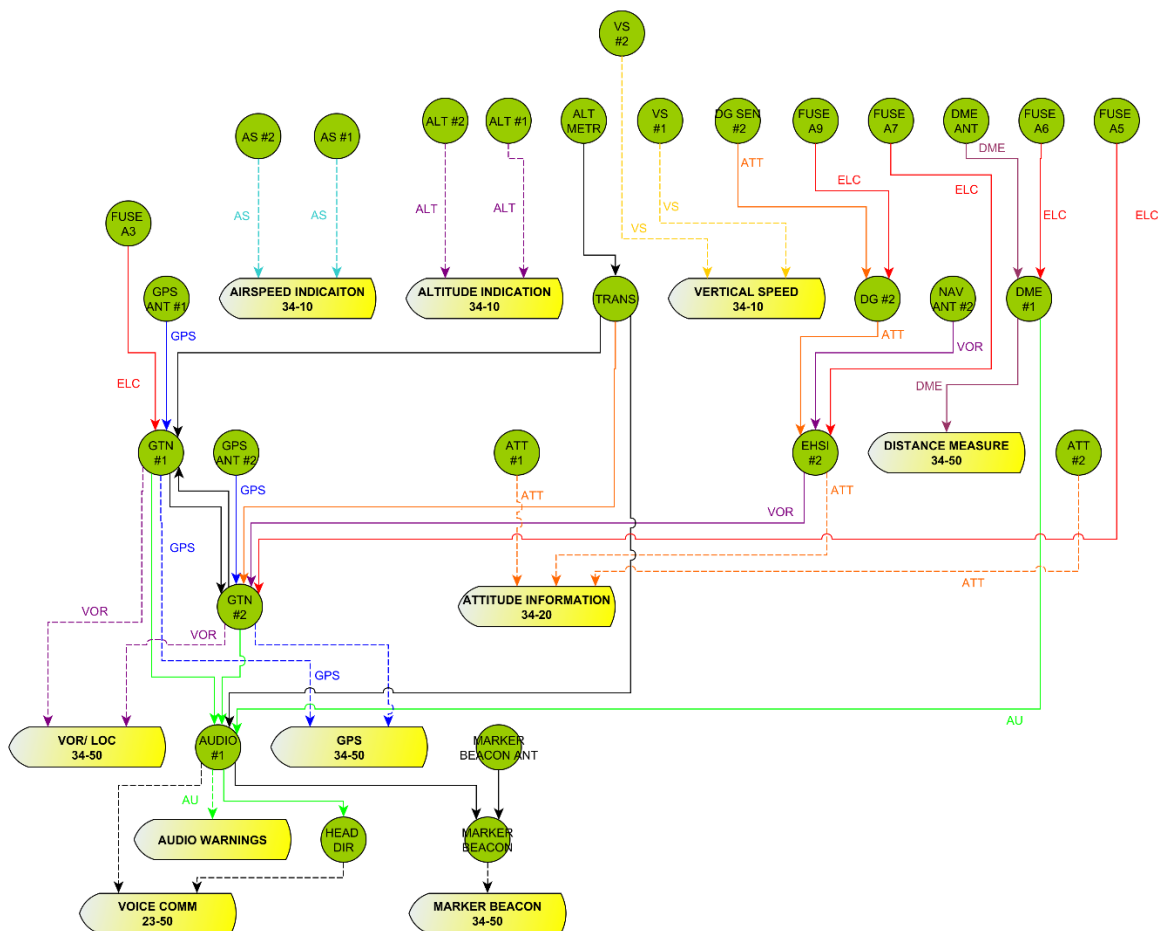 VS
#2
AS #2
AS #1
ALT #2
ALT #1
ALT
METR
VS
#1
DG SEN
#2
FUSE
A9
FUSE
A7
DME
ANT
FUSE
A6
FUSE
A5
DME
ATT
ELC
ELC
FUSE
A3
AS
AS
ALT
ALT
VS
VS
ELC
ELC
GPS
ANT #1
AIRSPEED INDICAITON
34-10
ALTITUDE INDICATION
34-10
TRANS
VERTICAL SPEED
34-10
DG #2
NAV
ANT #2
DME
#1
GPS
ATT
VOR
ELC
DME
GTN
#1
GPS
ANT #2
ATT
#1
EHSI
#2
DISTANCE MEASURE
34-50
ATT
#2
GPS
ATT
ATT
VOR
GPS
ATT
GTN
#2
ATTITUDE INFORMATION
34-20
VOR
VOR
GPS
AU
VOR/ LOC
34-50
AUDIO
#1
GPS
34-50
MARKER
BEACON ANT
AU
AUDIO WARNINGS
HEAD
DIR
MARKER
BEACON
VOICE COMM
23-50
MARKER BEACON
34-50